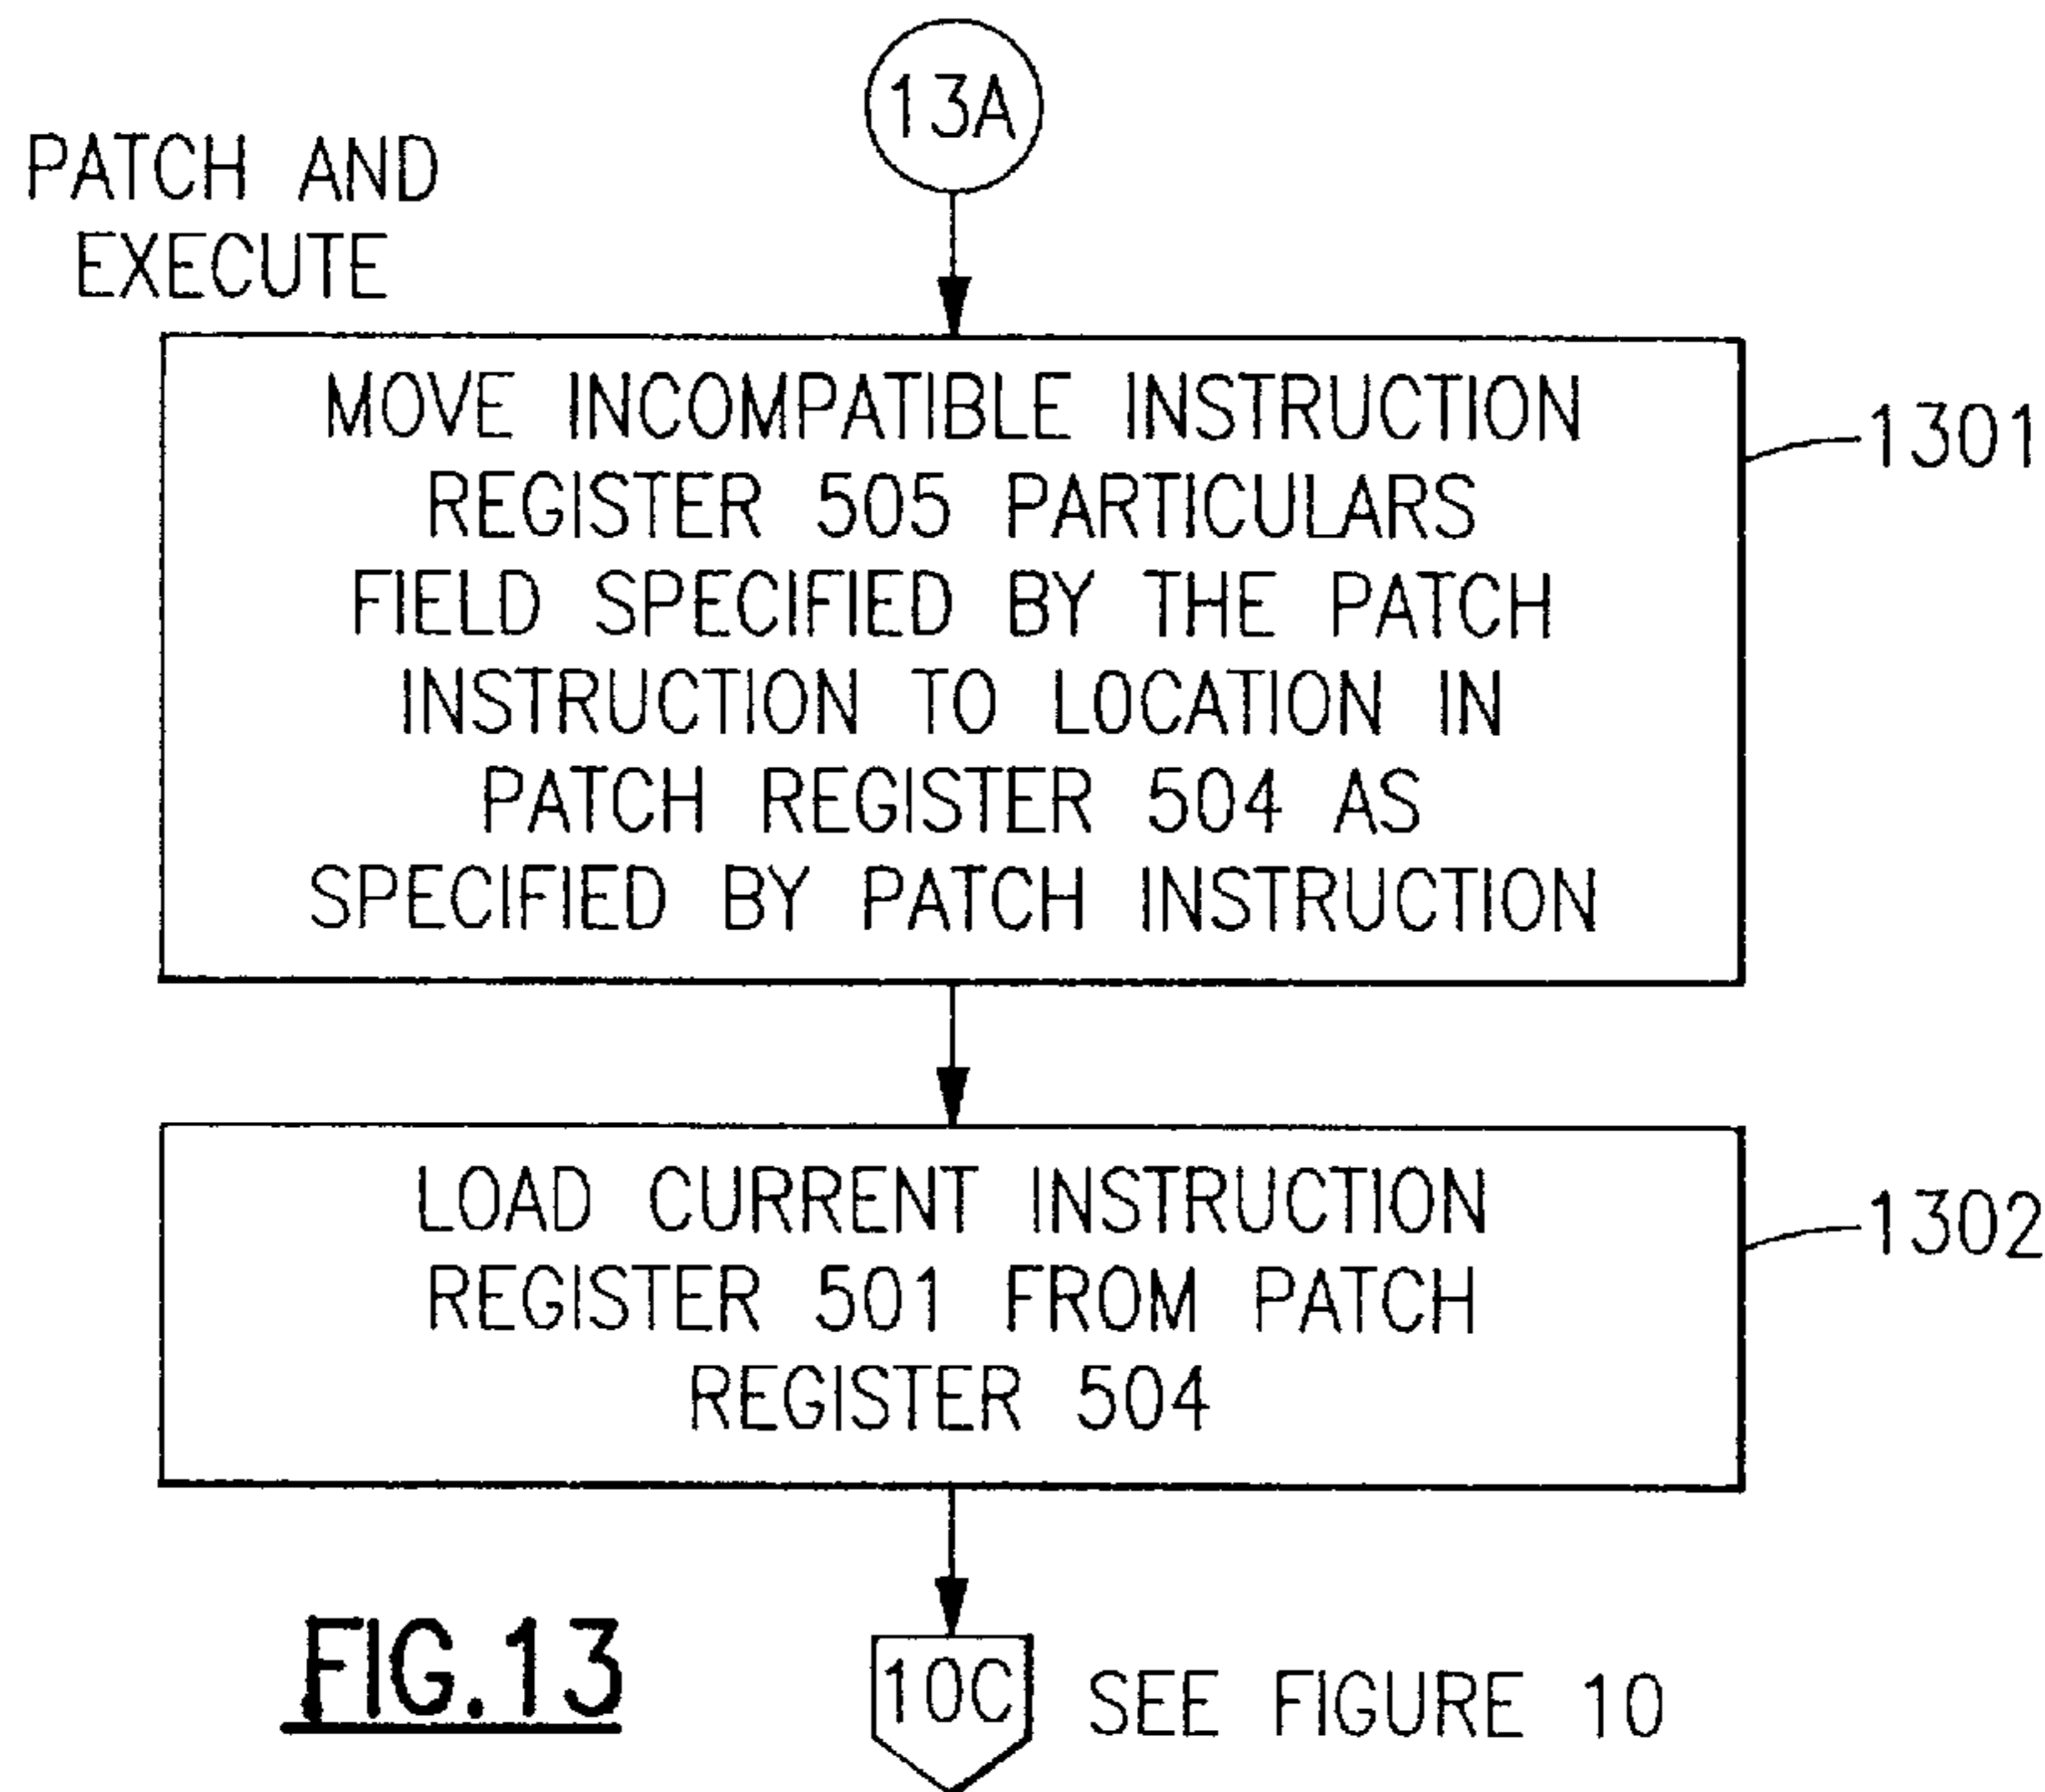 13A
PATCH AND
EXECUTE
MOVE INCOMPATIBLE INSTRUCTION
REGISTER 505 PARTICULARS
FIELD SPECIFIED BY THE PATCH
INSTRUCTION TO LOCATION IN
PATCH REGISTER 504 AS
SPECIFIED BY PATCH INSTRUCTION
1301
LOAD CURRENT INSTRUCTION
REGISTER 501 FROM PATCH
REGISTER 504
1302
10C SEE FIGURE 10
FIG.13